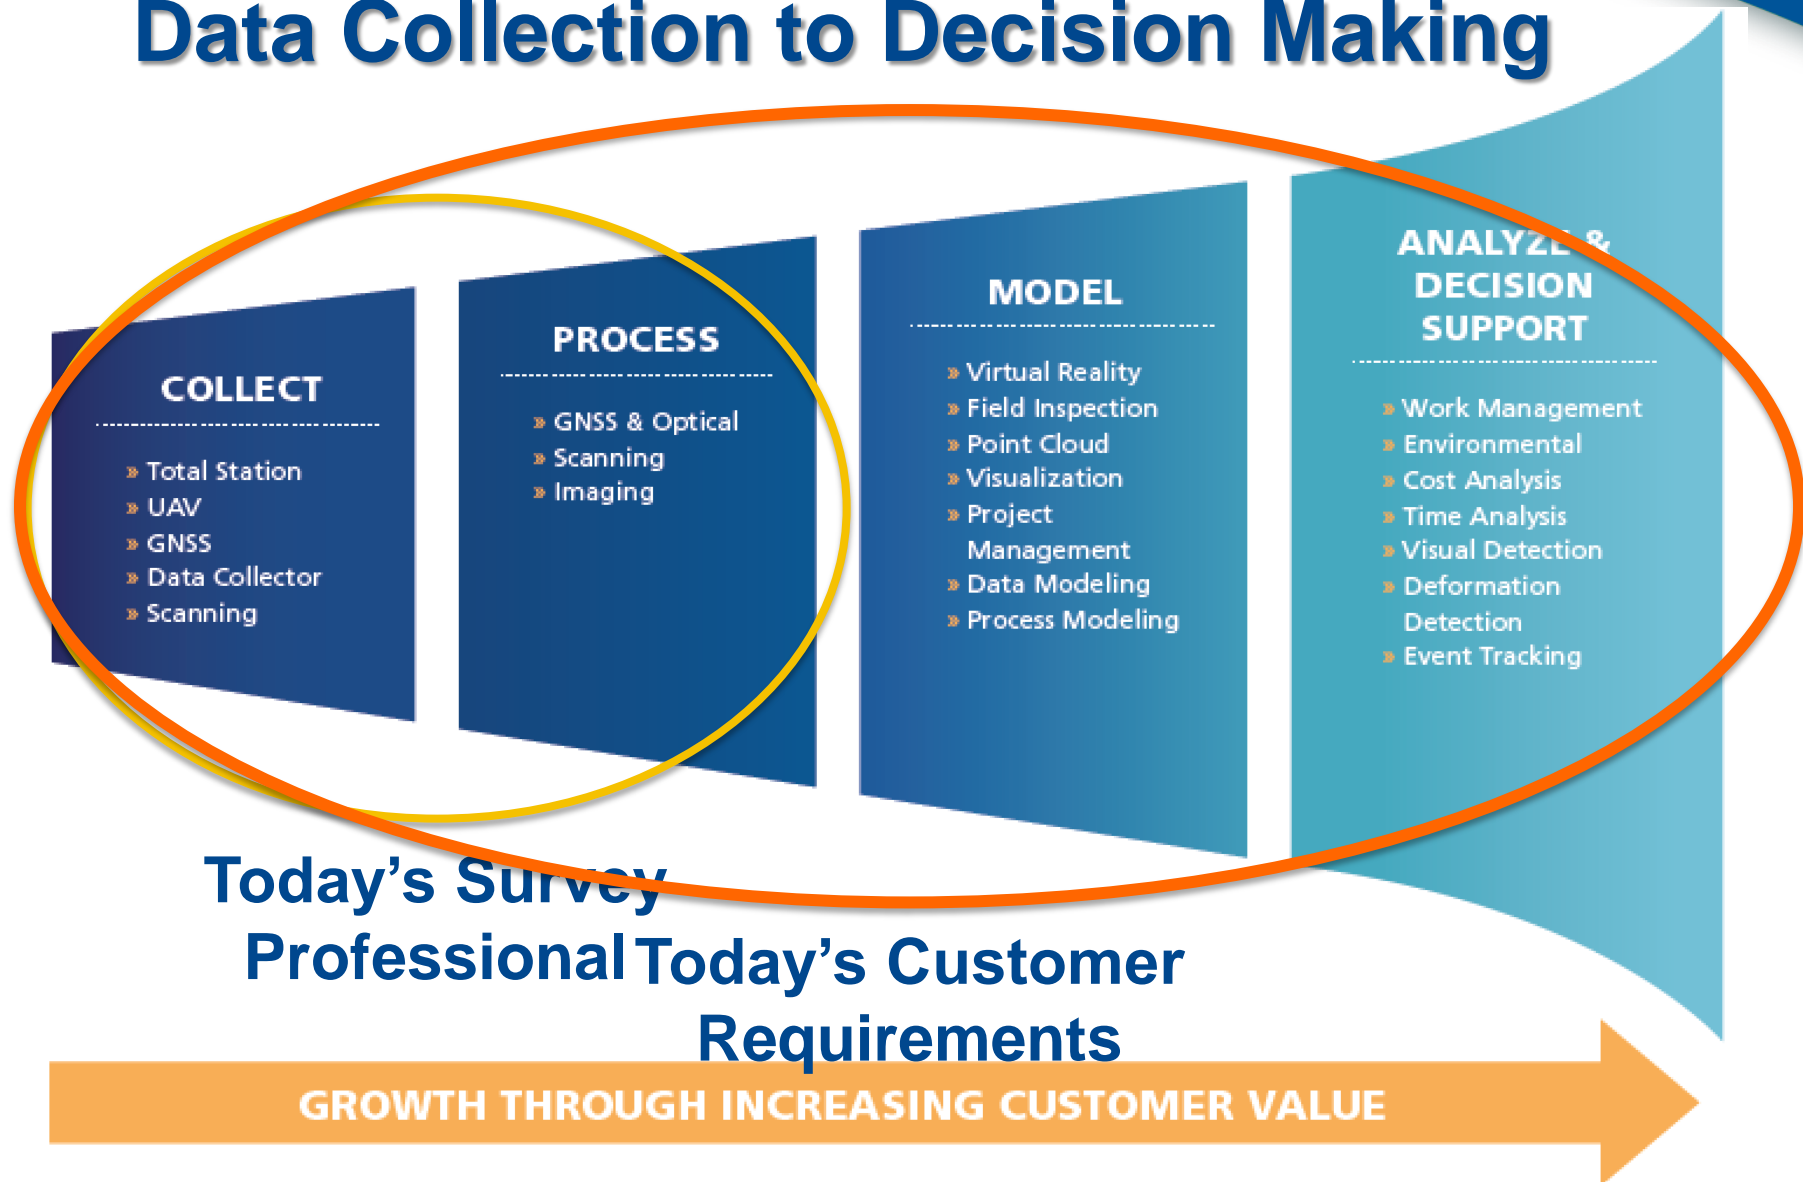 Data Collection to Decision Making
COLLECT
» Total Station
» UAV
» GNSS
» Data Collector
» Scanning
PROCESS
» GNSS & Optical
» Scanning
» Imaging
MODEL
» Virtual Reality
» Field Inspection
» Point Cloud
» Visualization
» Project
Management
» Data Modeling
» Process Modeling
ANALYZE &
DECISION
SUPPORT
» Work Management
» Environmental
» Cost Analysis
» Time Analysis
» Visual Detection
» Deformation
Detection
» Event Tracking
Today’s Survey
Professional
Today’s Customer
Requirements
GROWTH THROUGH INCREASING CUSTOMER VALUE